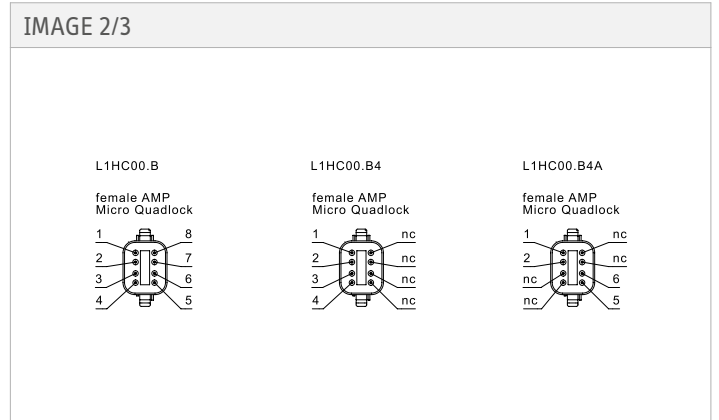 IMAGE 2/3
L1HC00.B
female AMP
Micro Quadlock
1 8
2 7
3 6
4 5
L1HC00.B4
female AMP
Micro Quadlock
1 nc
2 nc
3 nc
4 nc
L1HC00.B4A
female AMP
Micro Quadlock
1 nc
2 nc
nc 6
nc 5